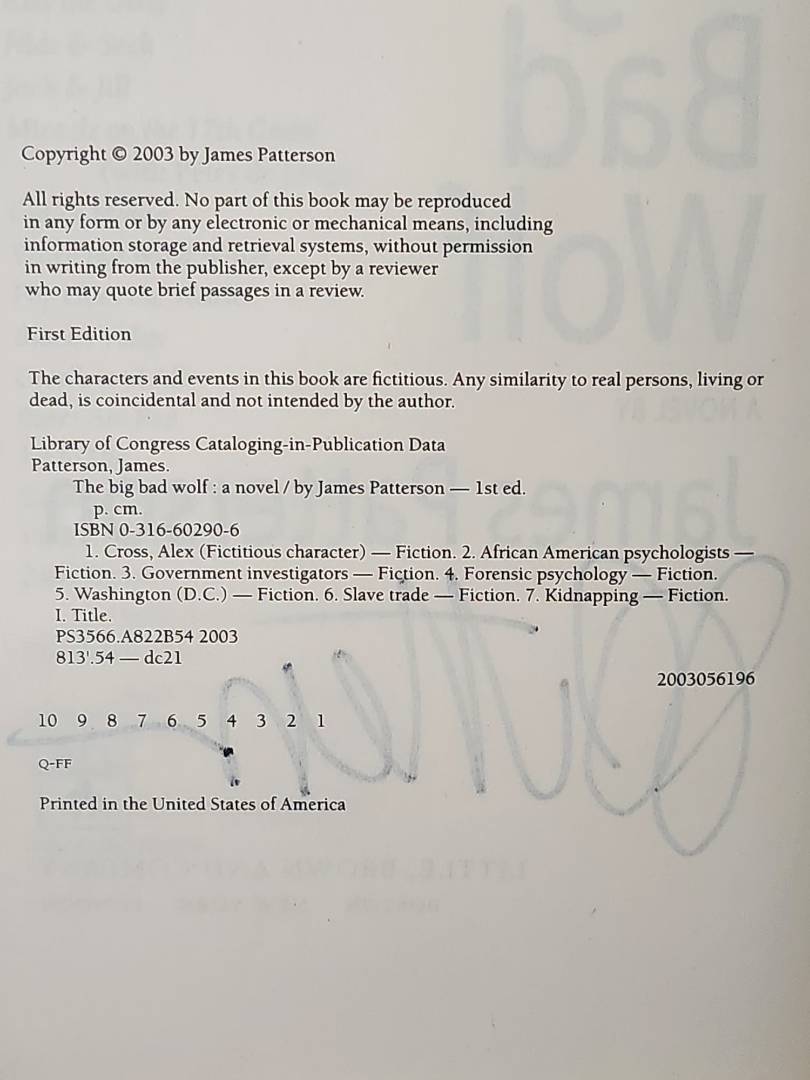 Copyright © 2003 by James Patterson
All rights reserved. No part of this book may be reproduced
in any form or by any electronic or mechanical means, including
information storage and retrieval systems, without permission
in writing from the publisher, except by a reviewer
who may quote brief passages in a review.
First Edition
The characters and events in this book are fictitious. Any similarity to real persons, living or
dead, is coincidental and not intended by the author.
Library of Congress Cataloging-in-Publication Data
Patterson, James.
The big bad wolf : a novel / by James Patterson — 1st ed.
p. cm.
ISBN 0-316-60290-6
1. Cross, Alex (Fictitious character) — Fiction. 2. African American psychologists —
Fiction. 3. Government investigators — Fiction. 4. Forensic psychology — Fiction.
5. Washington (D.C.) — Fiction. 6. Slave trade — Fiction. 7. Kidnapping — Fiction.
I. Title.
PS3566.A822B54 2003
813'.54 — dc21
2003056196
10 9 8 7 6 5 4 3 2 1
Q-FF
Printed in the United States of America